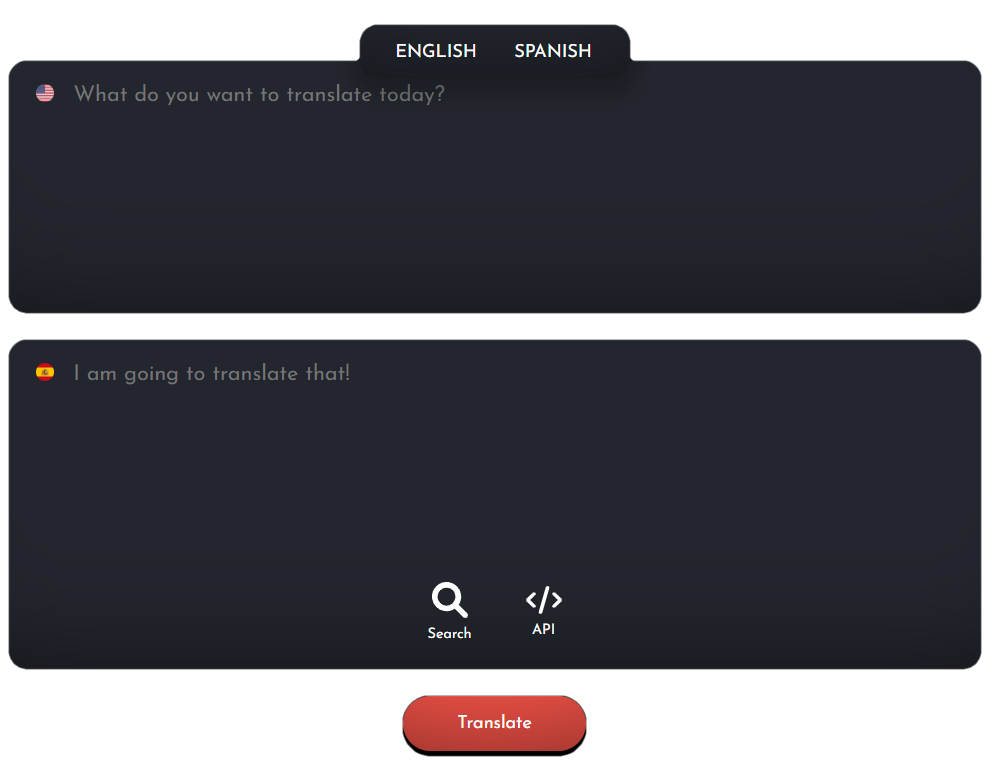 ENGLISH SPANISH
What do you want to translate today?
I am going to translate that!
Search API
Translate